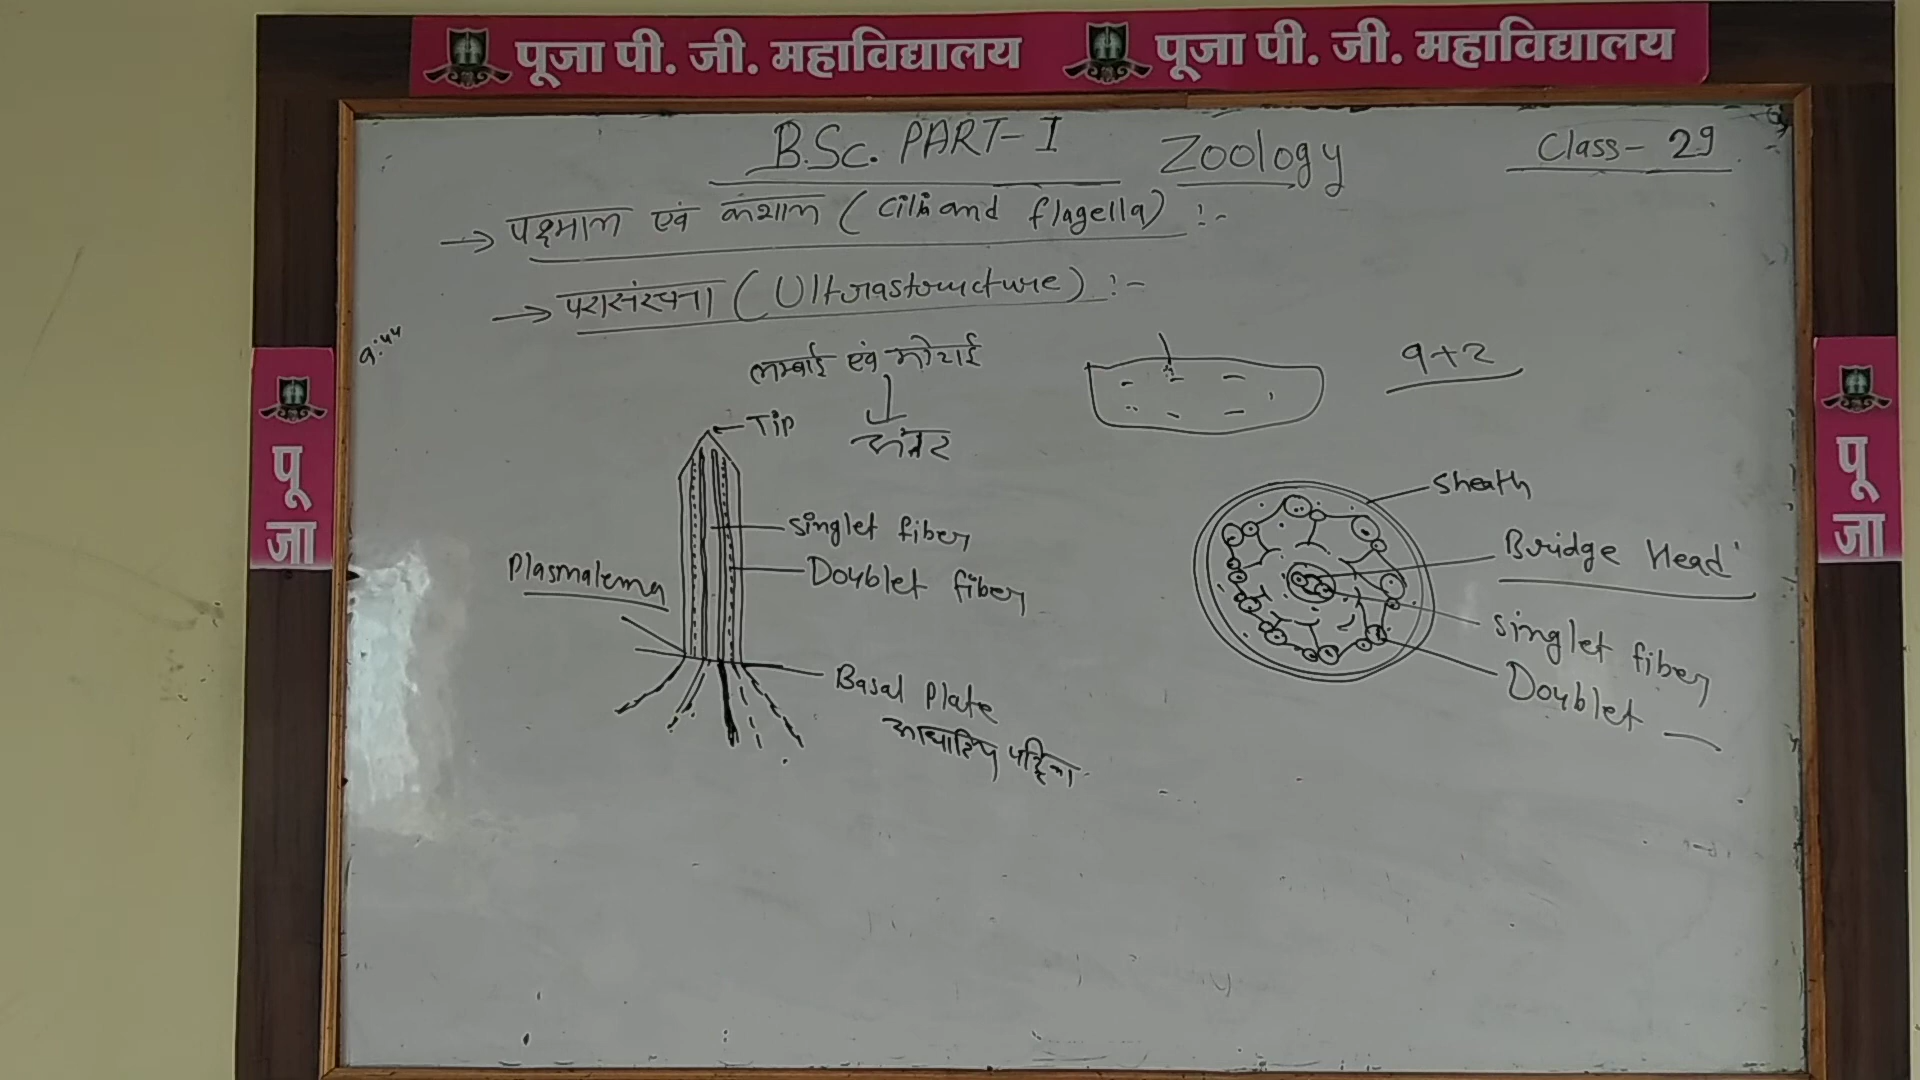 पूजा पी. जी. महाविद्यालय पूजा पी. जी. महाविद्यालय
B.Sc. PART-I Zoology Class- 29
→ पक्ष्माभ एवं कशाभ (Cilia and flagella) :-
→ परासंरचना (Ultrastructure) :-
9:44
लम्बाई एवं मोटाई
9+2
Tip
अंतर
Sheath
Singlet fiber
Bridge Head
Plasmalema
Doublet fiber
Singlet fiber
Basal Plate
Doublet
पूजा
पूजा